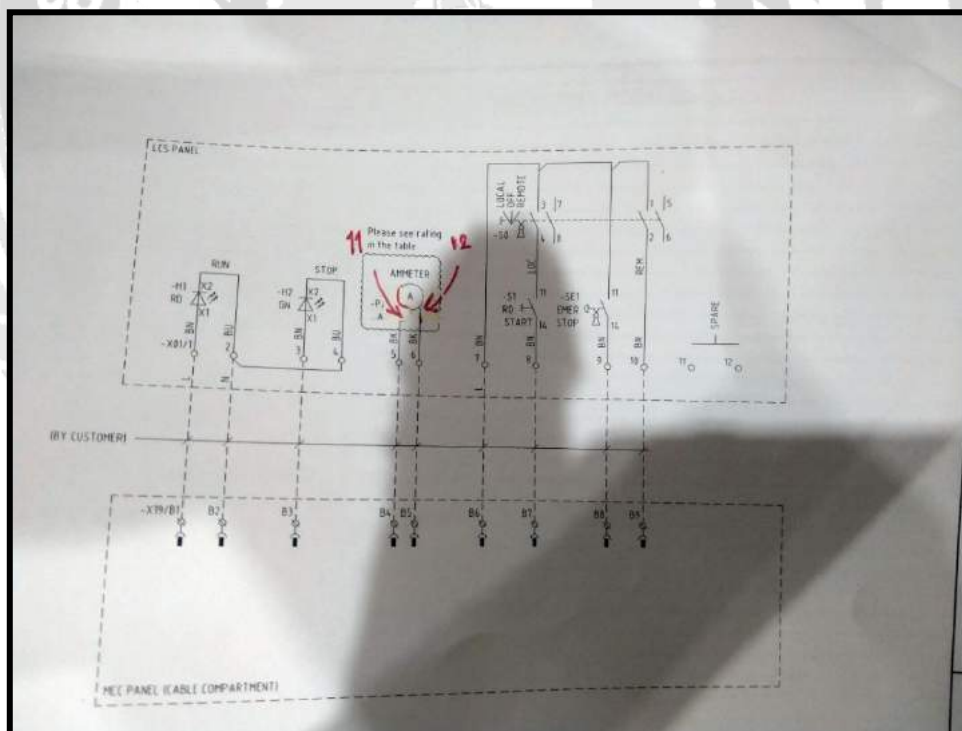 LCS PANEL
LOCAL
OFF
REMOTE
3
7
1
5
-S0
4
8
2
6
11 Please see rating 12
in the table
RUN
STOP
AMMETER
A
LOC
REM
-H1
RD
X2
X1
-H2
GN
X2
X1
A
-S1
RD
START
11
14
-SE1
EMER
STOP
11
14
SPARE
BN
BU
BN
BU
BK
BK
BN
BN
BN
BN
-X01/1
2
3
4
5
6
7
8
9
10
11
12
L
N
L
(BY CUSTOMER)
-X19/B1
B2
B3
B4
B5
B6
B7
B8
B9
MCC PANEL (CABLE COMPARTMENT)